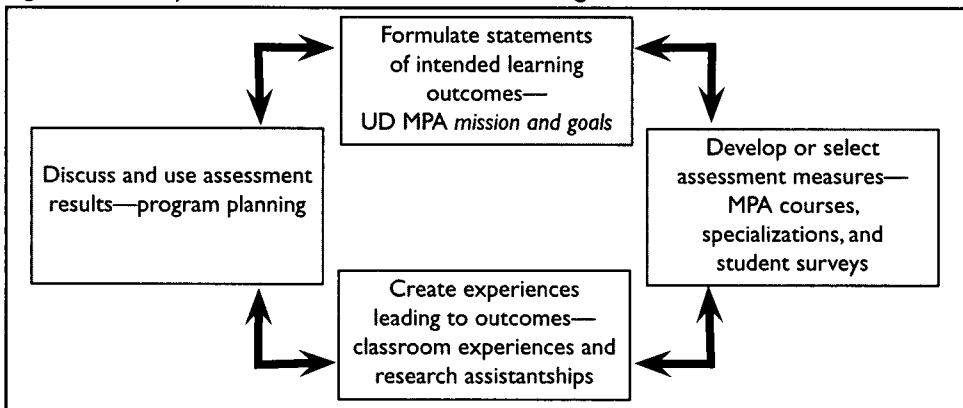 Formulate statements
of intended learning
outcomes—
UD MPA mission and goals
Discuss and use assessment
results—program planning
Develop or select
assessment measures—
MPA courses,
specializations, and
student surveys
Create experiences
leading to outcomes—
classroom experiences and
research assistantships